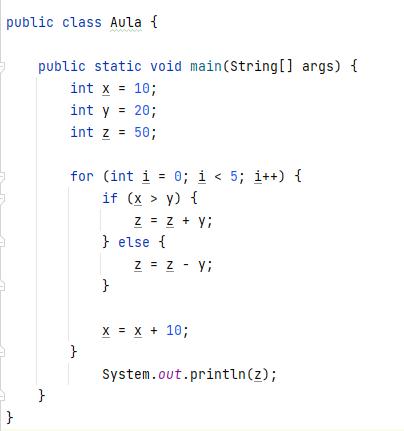 public class Aula {
public static void main(String[] args) {
int x = 10;
int y = 20;
int z = 50;
for (int i = 0; i < 5; i++) {
if (x > y) {
z = z + y;
} else {
z = z - y;
}
x = x + 10;
}
System.out.println(z);
}
}